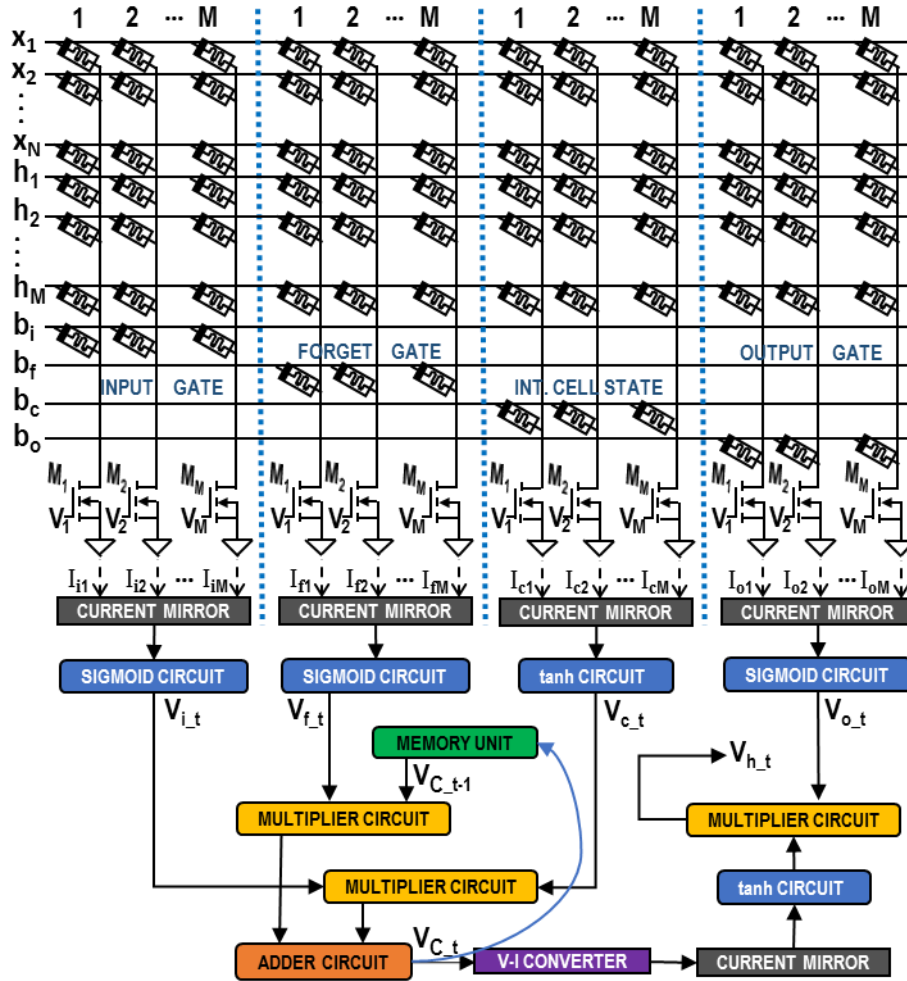 1 2 ... M 1 2 ... M 1 2 ... M 1 2 ... M
x1
x2
⋮
xN
h1
h2
⋮
hM
bi
FORGET GATE OUTPUT GATE
bf
INPUT GATE INT. CELL STATE
bc
bo
M1 M2 MM M1 M2 MM M1 M2 MM M1 M2 MM
V1 V2 VM V1 V2 VM V1 V2 VM V1 V2 VM
Ii1 Ii2 ... IiM If1 If2 ... IfM Ic1 Ic2 ... IcM Io1 Io2 ... IoM
CURRENT MIRROR CURRENT MIRROR CURRENT MIRROR CURRENT MIRROR
SIGMOID CIRCUIT SIGMOID CIRCUIT tanh CIRCUIT SIGMOID CIRCUIT
Vi_t Vf_t Vc_t Vo_t
MEMORY UNIT
Vh_t
VC_t-1
MULTIPLIER CIRCUIT MULTIPLIER CIRCUIT
MULTIPLIER CIRCUIT tanh CIRCUIT
VC_t
ADDER CIRCUIT V-I CONVERTER CURRENT MIRROR